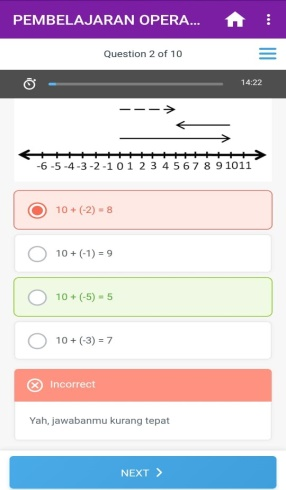 PEMBELAJARAN OPERA...
Question 2 of 10
14:22
-6 -5 -4 -3 -2 -1 0 1 2 3 4 5 6 7 8 9 10 11
10 + (-2) = 8
10 + (-1) = 9
10 + (-5) = 5
10 + (-3) = 7
Incorrect
Yah, jawabanmu kurang tepat
NEXT